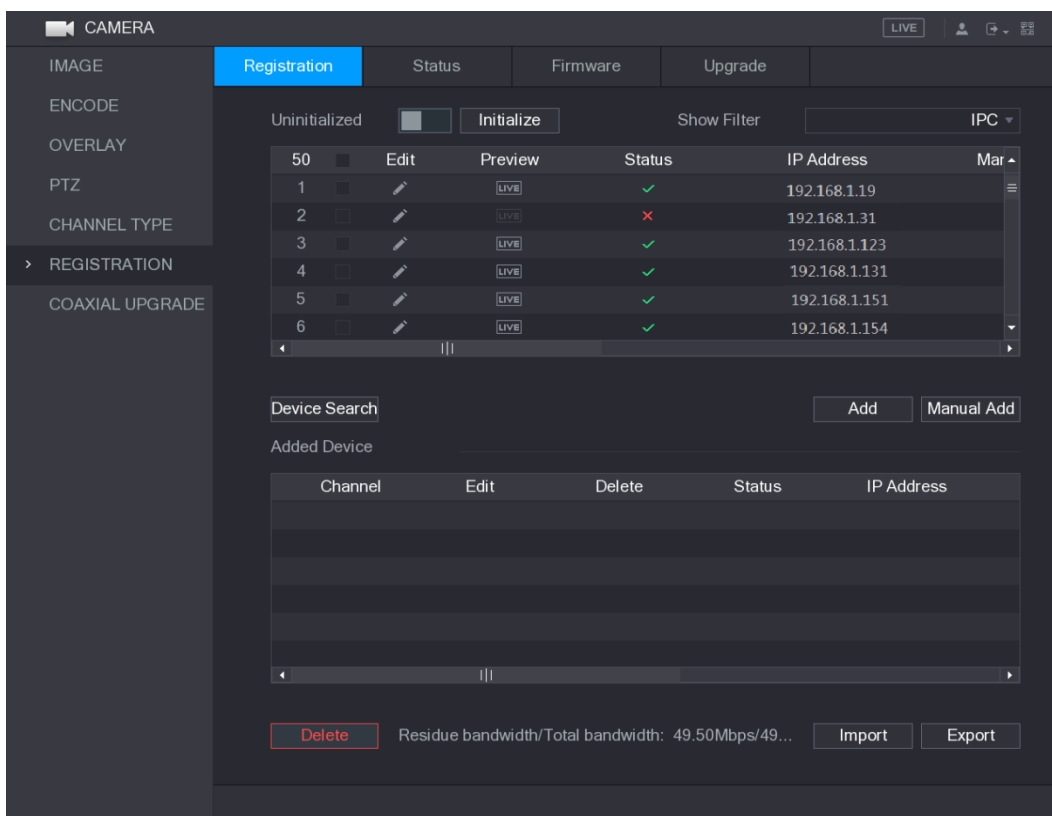 CAMERA LIVE
IMAGE Registration Status Firmware Upgrade
ENCODE Uninitialized Initialize Show Filter IPC
OVERLAY
50 Edit Preview Status IP Address Mar
PTZ 1 LIVE 192.168.1.19
CHANNEL TYPE 2 LIVE 192.168.1.31
3 LIVE 192.168.1.123
REGISTRATION 4 LIVE 192.168.1.131
COAXIAL UPGRADE 5 LIVE 192.168.1.151
6 LIVE 192.168.1.154
Device Search Add Manual Add
Added Device
Channel Edit Delete Status IP Address
Delete Residue bandwidth/Total bandwidth: 49.50Mbps/49... Import Export